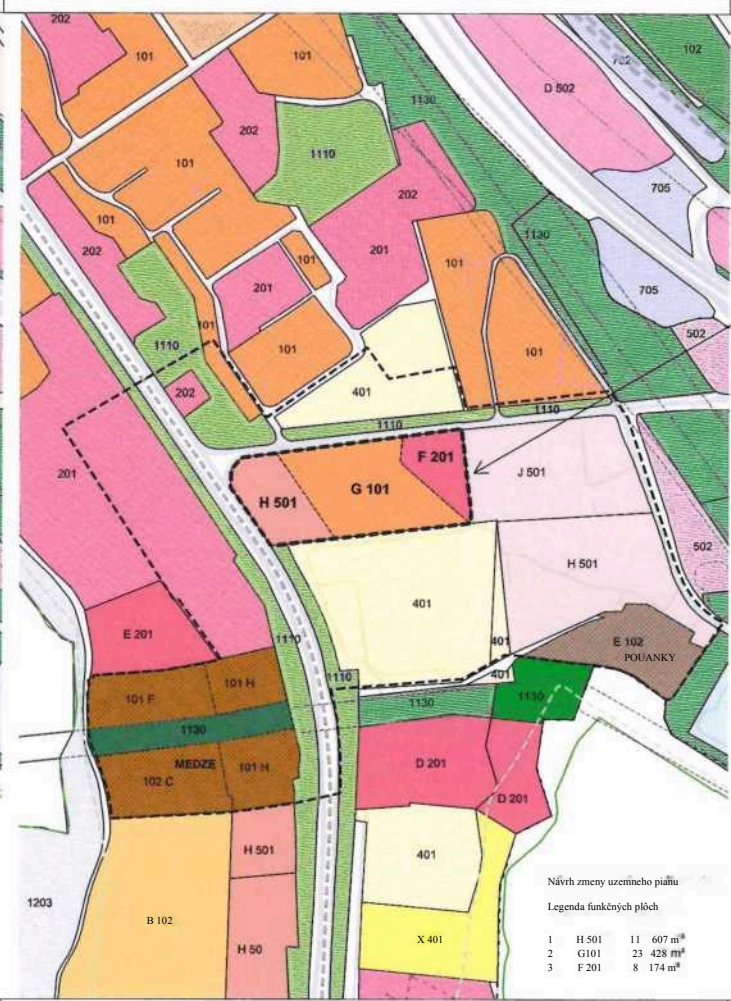 202
101
101
1130
D 502
702
102
202
1110
101
202
705
101
202
201
1130
101
101
201
705
101
1110
101
101
502
202
401
1110
1110
201
F 201
G 101
H 501
J 501
502
H 501
401
E 201
1110
401
E 102
POUANKY
101 F
101 H
1110
401
1130
1130
1130
MEDZE
102 C
101 H
D 201
D 201
H 501
401
1203
B 102
X 401
H 50
Návrh zmeny uzemneho pianu
Legenda funkčných plôch
1 H 501 11 607 m²
2 G101 23 428 m²
3 F 201 8 174 m²